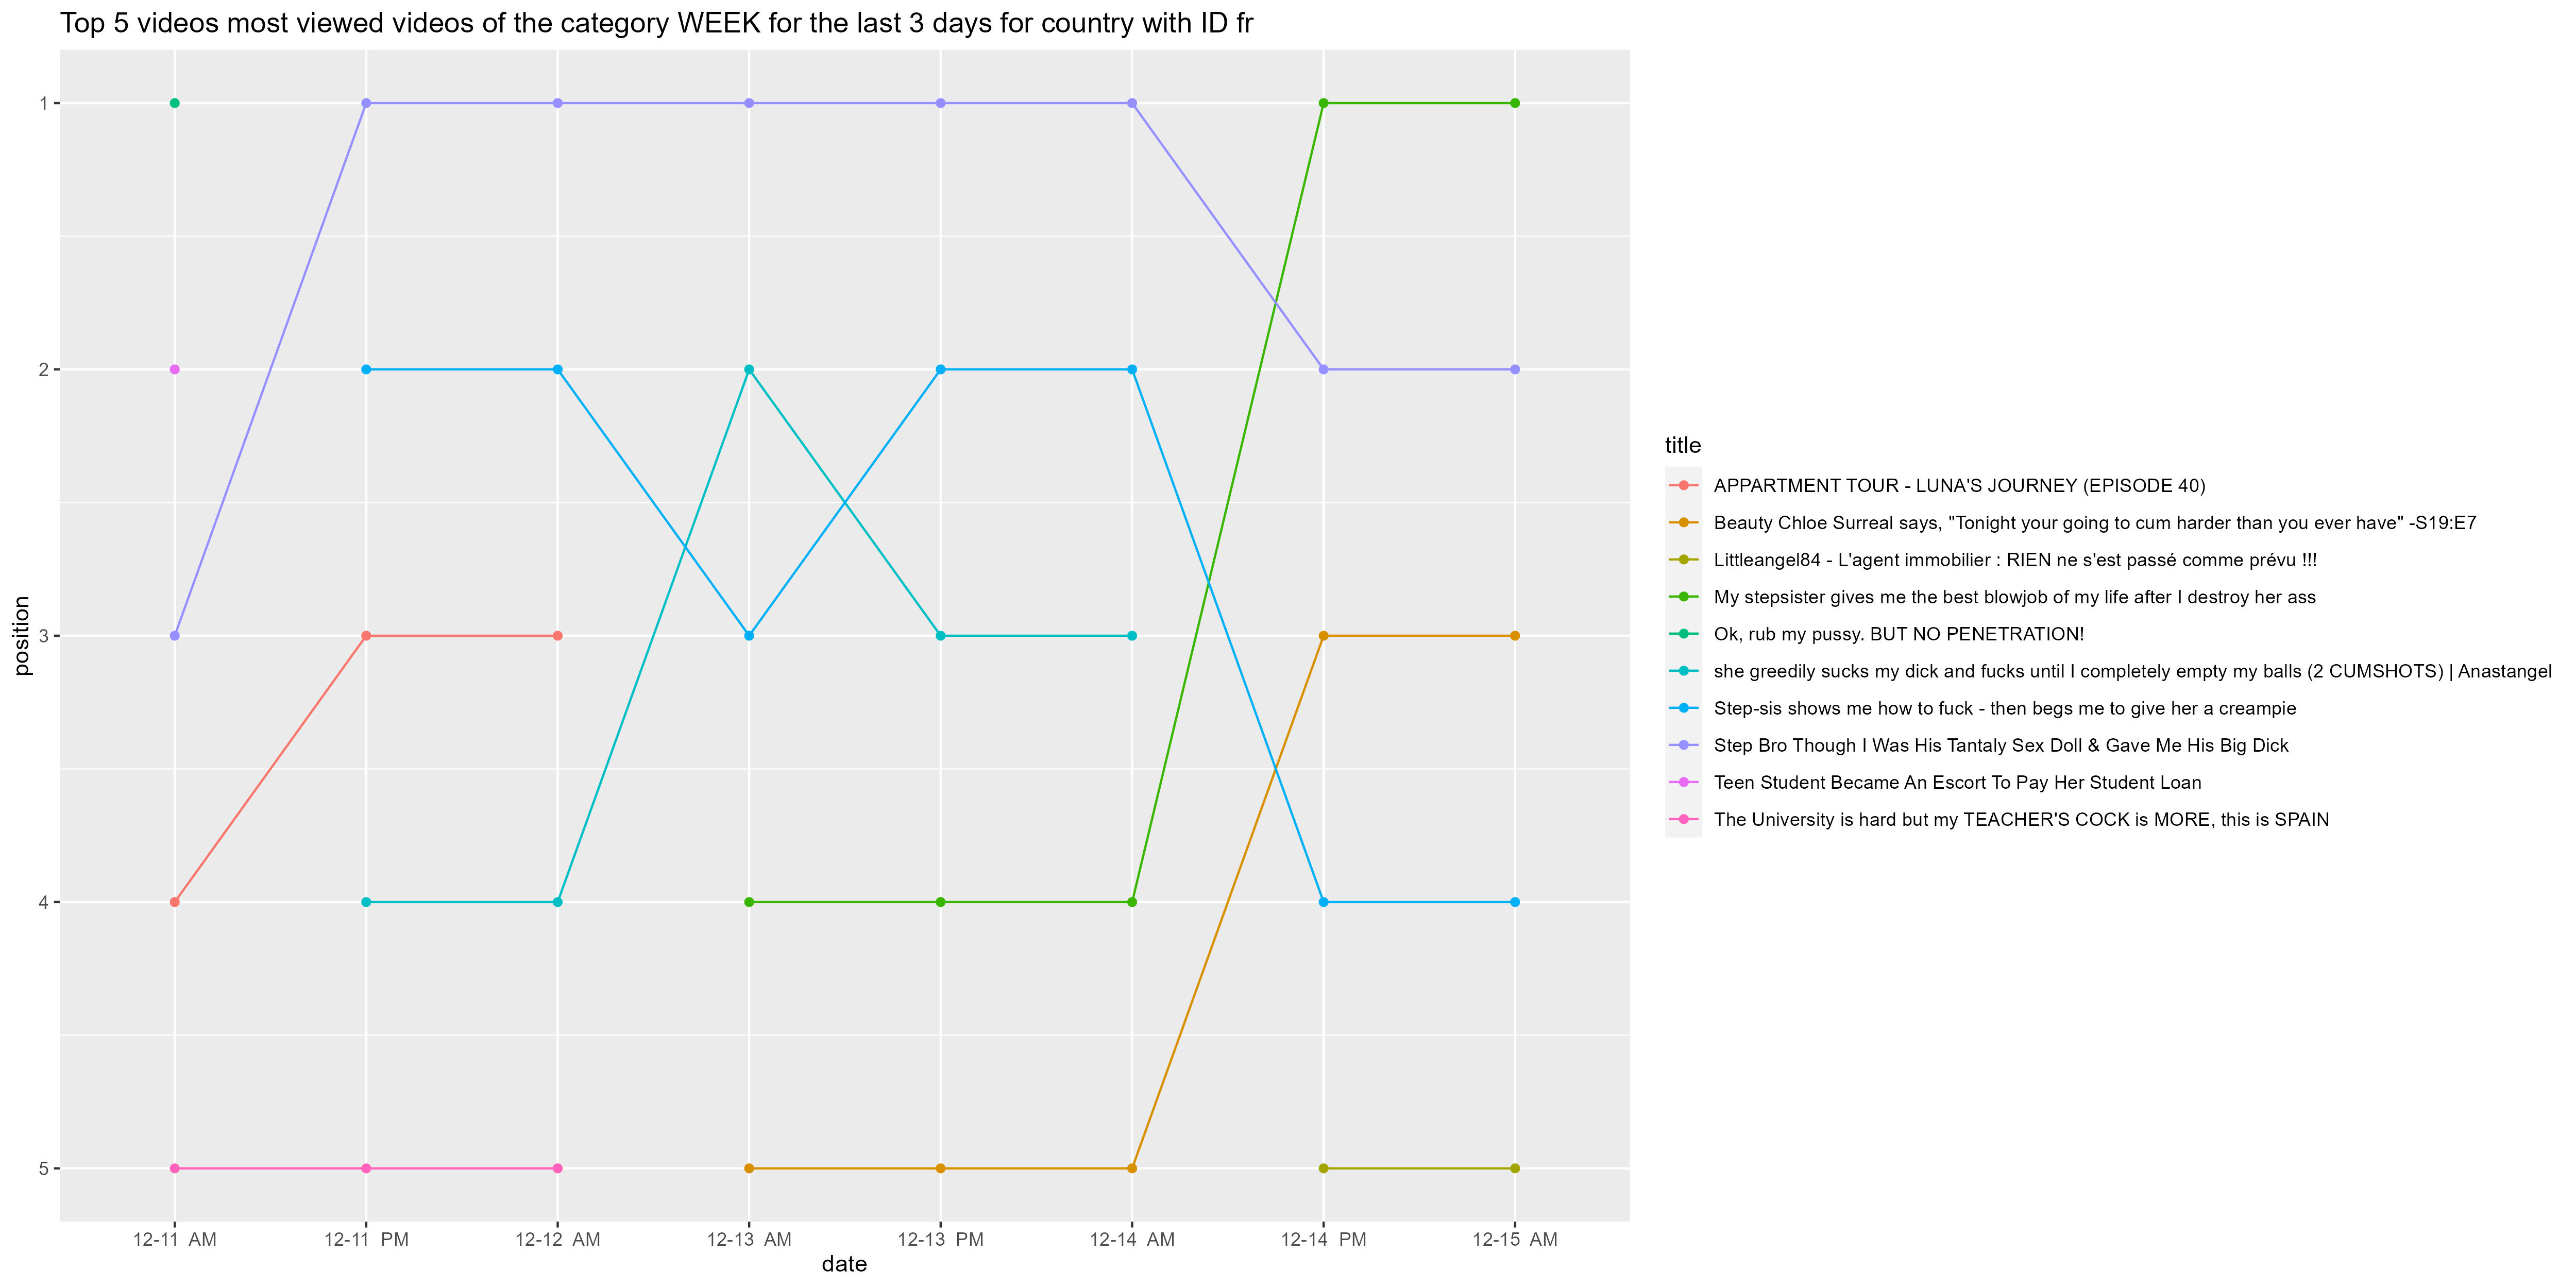 Top 5 videos most viewed videos of the category WEEK for the last 3 days for country with ID fr
position
1
2
3
4
5
12-11 AM
12-11 PM
12-12 AM
12-13 AM
12-13 PM
12-14 AM
12-14 PM
12-15 AM
date
title
APPARTMENT TOUR - LUNA'S JOURNEY (EPISODE 40)
Beauty Chloe Surreal says, "Tonight your going to cum harder than you ever have" -S19:E7
Littleangel84 - L'agent immobilier : RIEN ne s'est passé comme prévu !!!
My stepsister gives me the best blowjob of my life after I destroy her ass
Ok, rub my pussy. BUT NO PENETRATION!
she greedily sucks my dick and fucks until I completely empty my balls (2 CUMSHOTS) | Anastangel
Step-sis shows me how to fuck - then begs me to give her a creampie
Step Bro Though I Was His Tantaly Sex Doll & Gave Me His Big Dick
Teen Student Became An Escort To Pay Her Student Loan
The University is hard but my TEACHER'S COCK is MORE, this is SPAIN